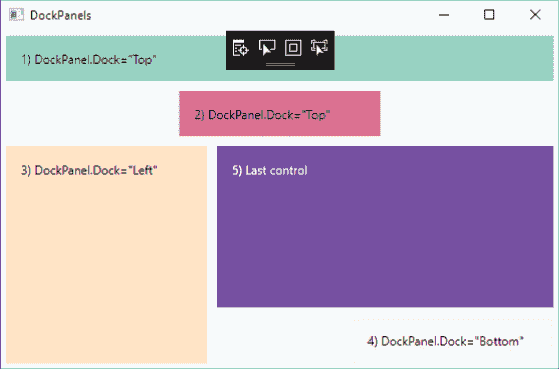 DockPanels
1) DockPanel.Dock="Top"
2) DockPanel.Dock="Top"
3) DockPanel.Dock="Left"
5) Last control
4) DockPanel.Dock="Bottom"